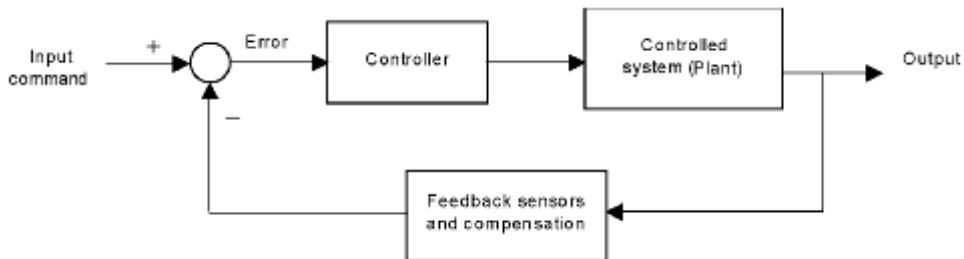 Input
command
+
Error
Controller
Controlled
system (Plant)
Output
–
Feedback sensors
and compensation